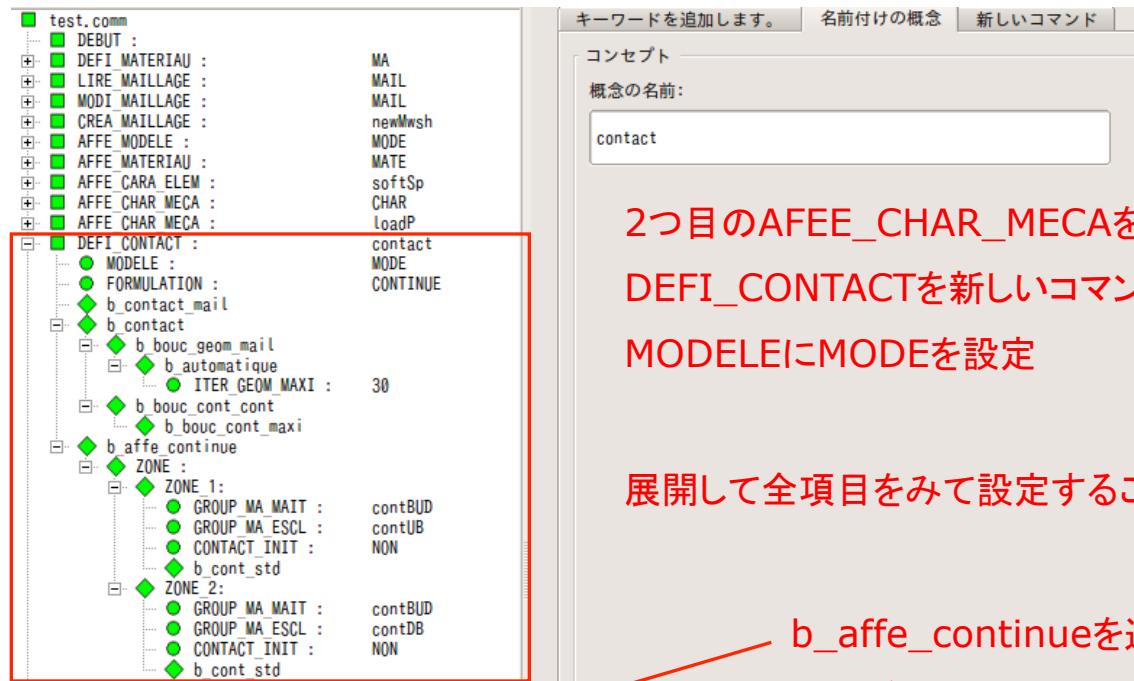 test.comm
DEBUT :
DEFI_MATERIAU : MA
LIRE_MAILLAGE : MAIL
MODI_MAILLAGE : MAIL
CREA_MAILLAGE : newMwsh
AFFE_MODELE : MODE
AFFE_MATERIAU : MATE
AFFE_CARA_ELEM : softSp
AFFE_CHAR_MECA : CHAR
AFFE_CHAR_MECA : loadP
DEFI_CONTACT : contact
MODELE : MODE
FORMULATION : CONTINUE
b_contact_mail
b_contact
b_bouc_geom_mail
b_automatique
ITER_GEOM_MAXI : 30
b_bouc_cont_cont
b_bouc_cont_maxi
b_affe_continue
ZONE :
ZONE_1:
GROUP_MA_MAIT : contBUD
GROUP_MA_ESCL : contUB
CONTACT_INIT : NON
b_cont_std
ZONE_2:
GROUP_MA_MAIT : contBUD
GROUP_MA_ESCL : contDB
CONTACT_INIT : NON
b_cont_std
キーワードを追加します。 名前付けの概念 新しいコマンド
コンセプト
概念の名前:
contact
2つ目のAFEE_CHAR_MECAを
DEFI_CONTACTを新しいコマン
MODELEにMODEを設定
展開して全項目をみて設定するこ
b_affe_continueを